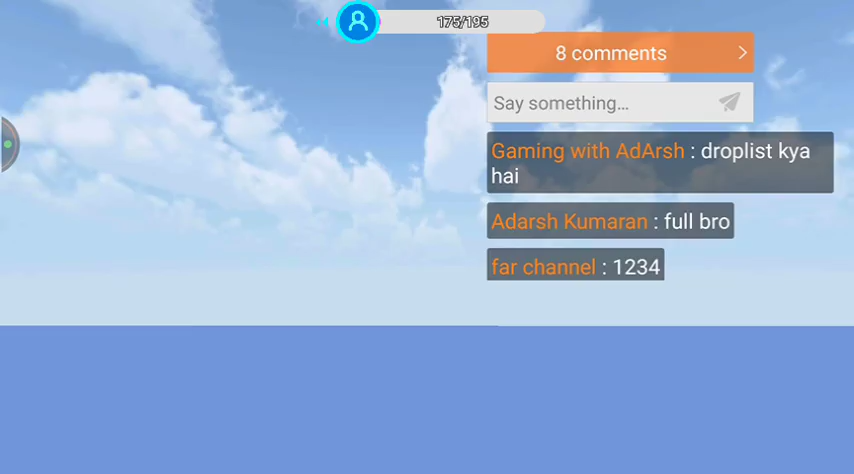 175/195
8 comments
Say something...
Gaming with AdArsh : droplist kya
hai
Adarsh Kumaran : full bro
far channel : 1234